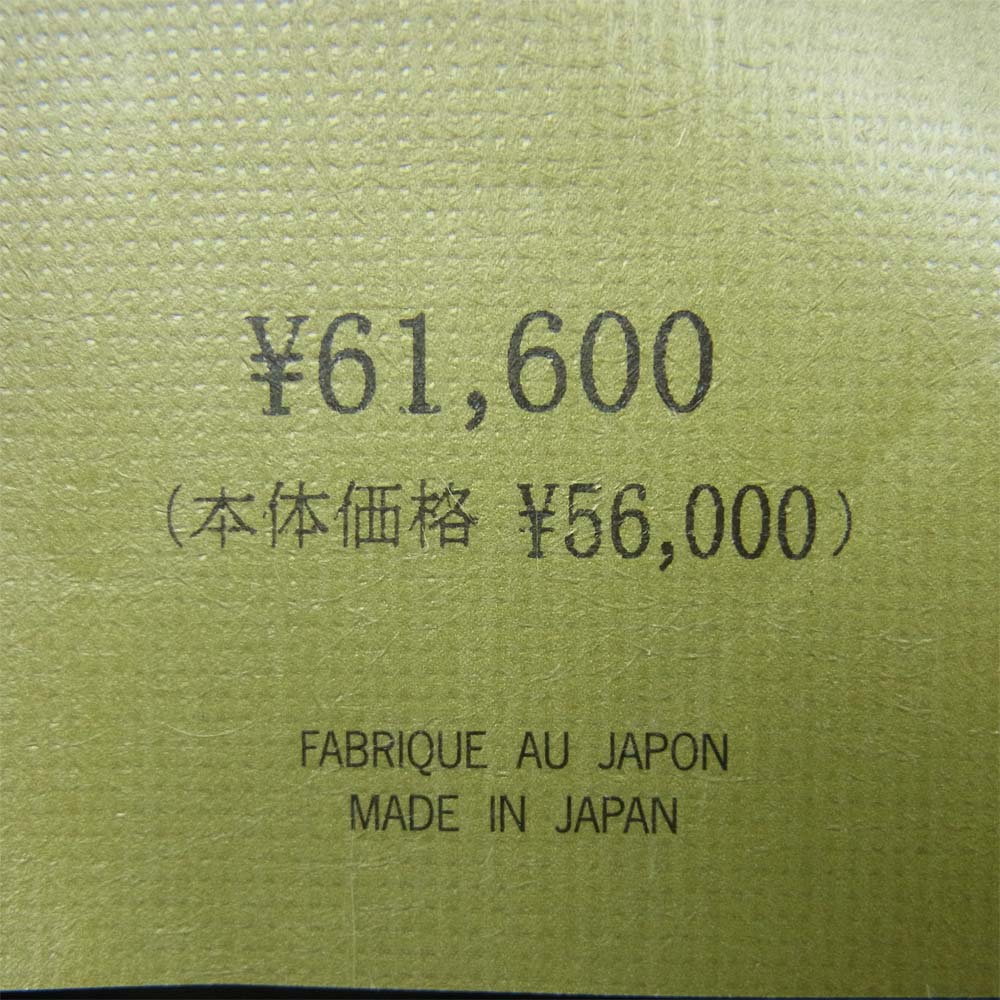 ¥61,600
(本体価格 ¥56,000)
FABRIQUE AU JAPON
MADE IN JAPAN